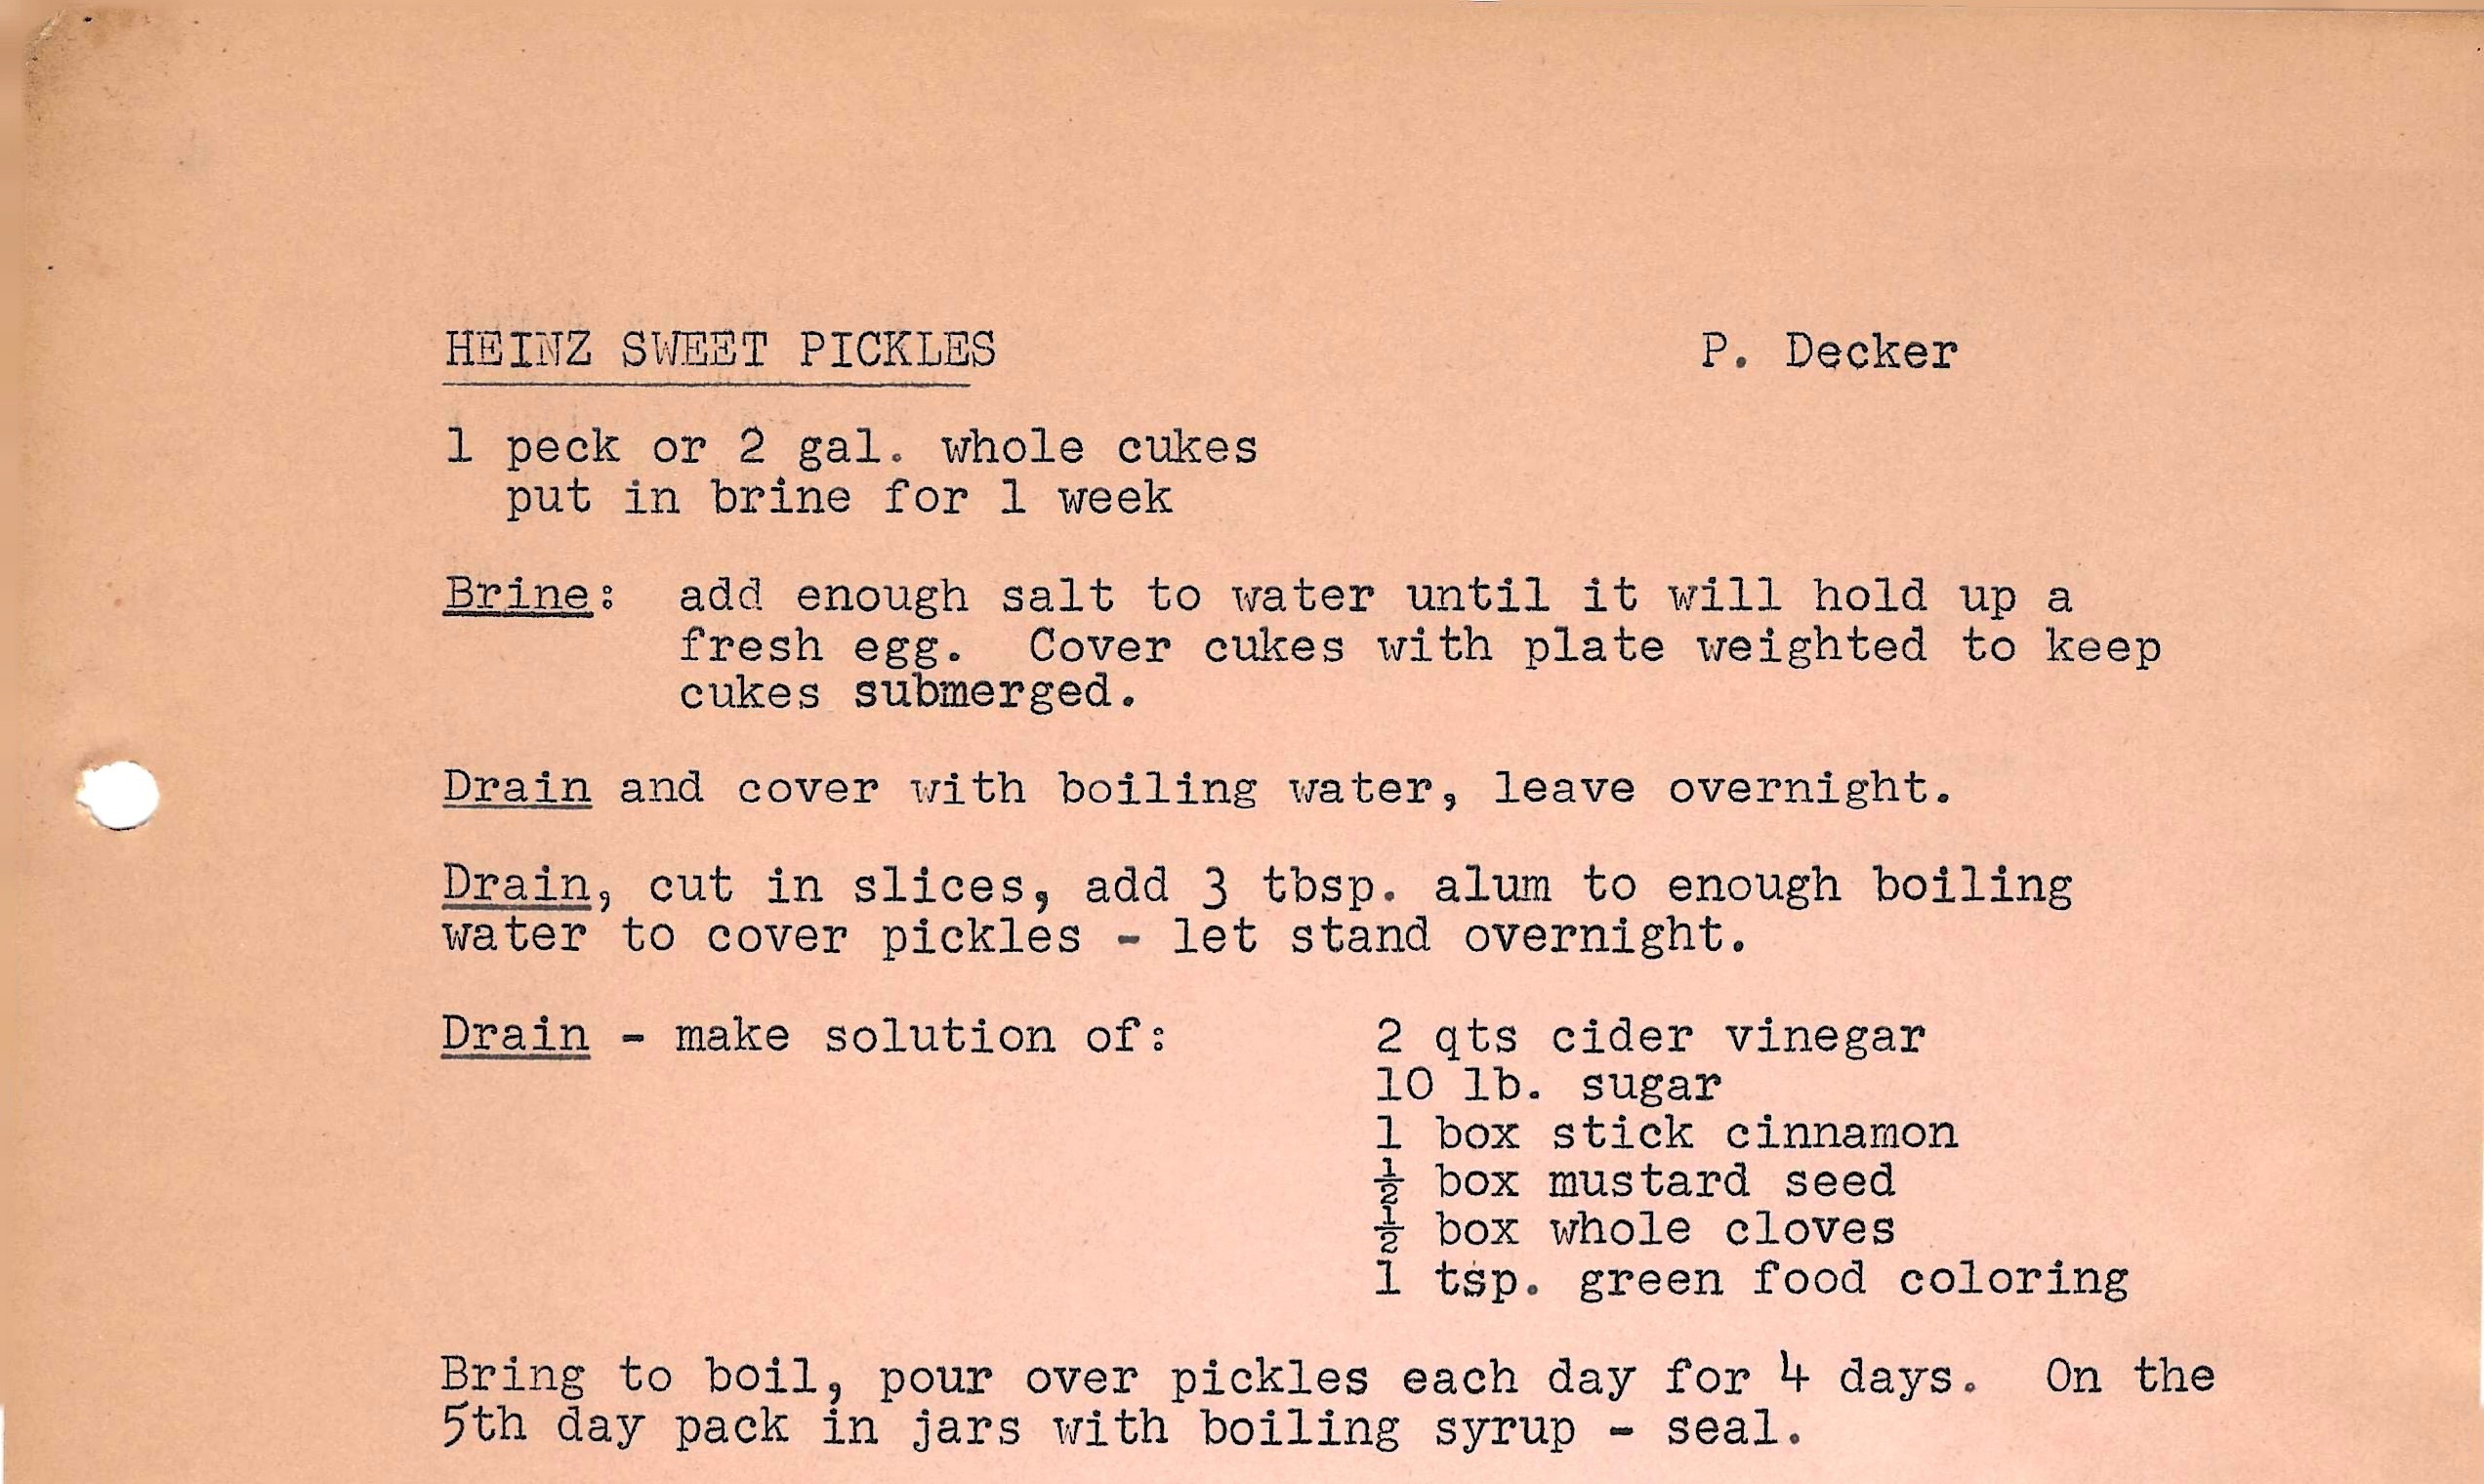 HEINZ SWEET PICKLES P. Decker
1 peck or 2 gal. whole cukes
put in brine for 1 week
Brine: add enough salt to water until it will hold up a
fresh egg. Cover cukes with plate weighted to keep
cukes submerged.
Drain and cover with boiling water, leave overnight.
Drain, cut in slices, add 3 tbsp. alum to enough boiling
water to cover pickles - let stand overnight.
Drain - make solution of: 2 qts cider vinegar
10 lb. sugar
1 box stick cinnamon
½ box mustard seed
½ box whole cloves
1 tsp. green food coloring
Bring to boil, pour over pickles each day for 4 days. On the
5th day pack in jars with boiling syrup - seal.